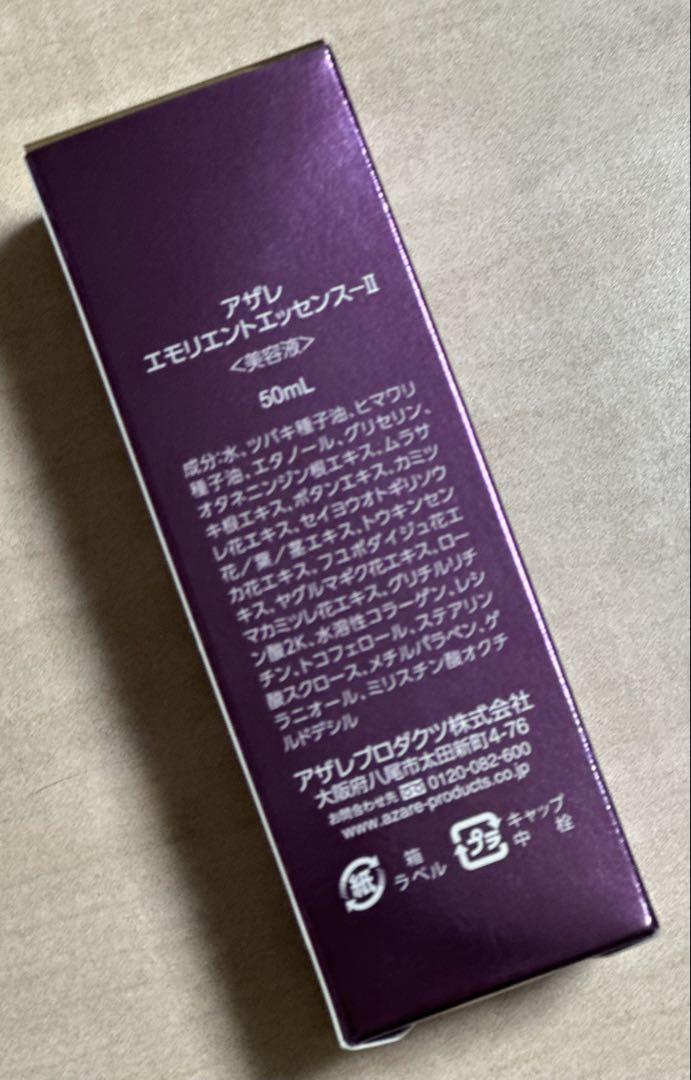 アザレ
エモリエントエッセンスーⅡ
<美容液>
50mL
成分:水、ツバキ種子油、ヒマワリ
種子油、エタノール、グリセリン、
オタネニンジン根エキス、ムラサ
キ根エキス、ボタンエキス、カミツ
レ花エキス、セイヨウオトギリソウ
花/葉/茎エキス、トウキンセン
カ花エキス、フユボダイジュ花エ
キス、ヤグルマギク花エキス、ロー
マカミツレ花エキス、グリチルリチ
ン酸2K、水溶性コラーゲン、レシ
チン、トコフェロール、ステアリン
酸スクロース、メチルパラベン、ゲ
ラニオール、ミリスチン酸オクチ
ルドデシル
アザレプロダクツ株式会社
大阪府八尾市太田新町4-76
お問合わせ先 0120-082-600
www.azare-products.co.jp
紙 箱 ラベル プラ キャップ 中栓